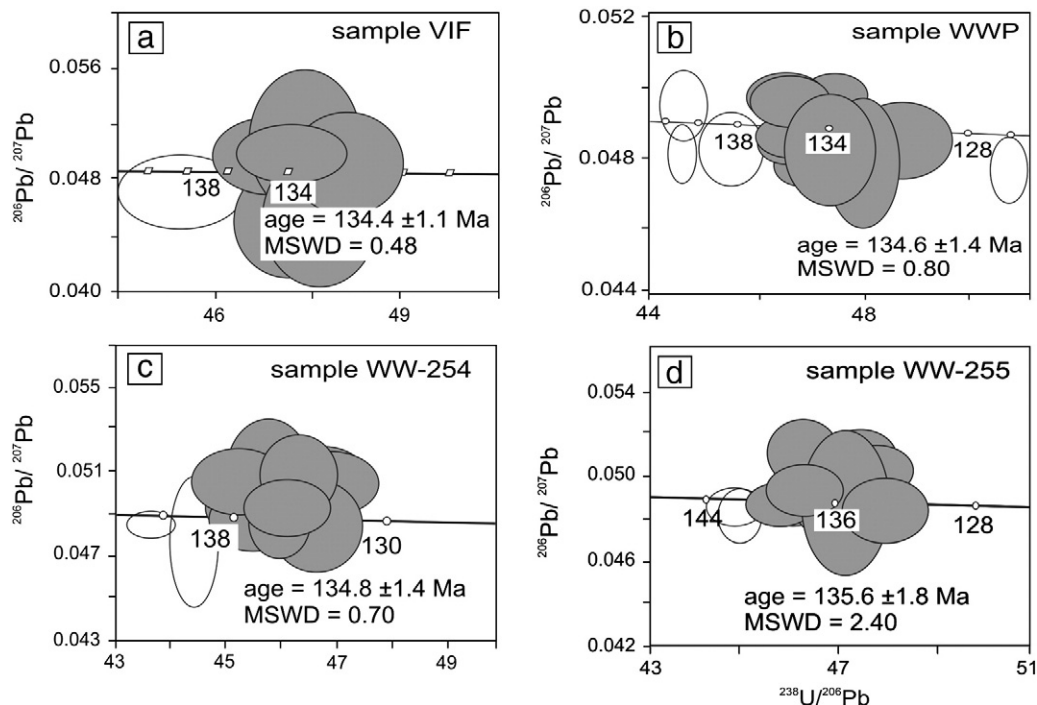 a
sample VIF
0.056
0.048
0.040
²⁰⁶Pb/ ²⁰⁷Pb
138
134
age = 134.4 ±1.1 Ma
MSWD = 0.48
46
49
b
sample WWP
0.052
0.048
0.044
²⁰⁶Pb/ ²⁰⁷Pb
138
134
128
age = 134.6 ±1.4 Ma
MSWD = 0.80
44
46
48
c
sample WW-254
0.055
0.051
0.047
0.043
²⁰⁶Pb/ ²⁰⁷Pb
138
130
age = 134.8 ±1.4 Ma
MSWD = 0.70
43
45
47
49
d
sample WW-255
0.054
0.050
0.046
0.042
²⁰⁶Pb/ ²⁰⁷Pb
144
136
128
age = 135.6 ±1.8 Ma
MSWD = 2.40
43
47
51
²³⁸U/²⁰⁶Pb